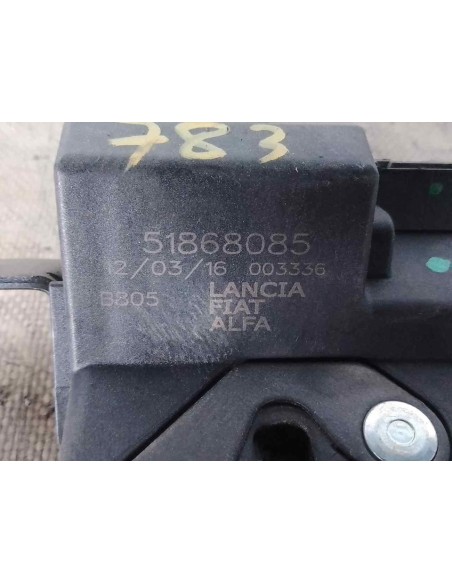 783
51868085
12/03/16 003336
B805 LANCIA
FIAT
ALFA